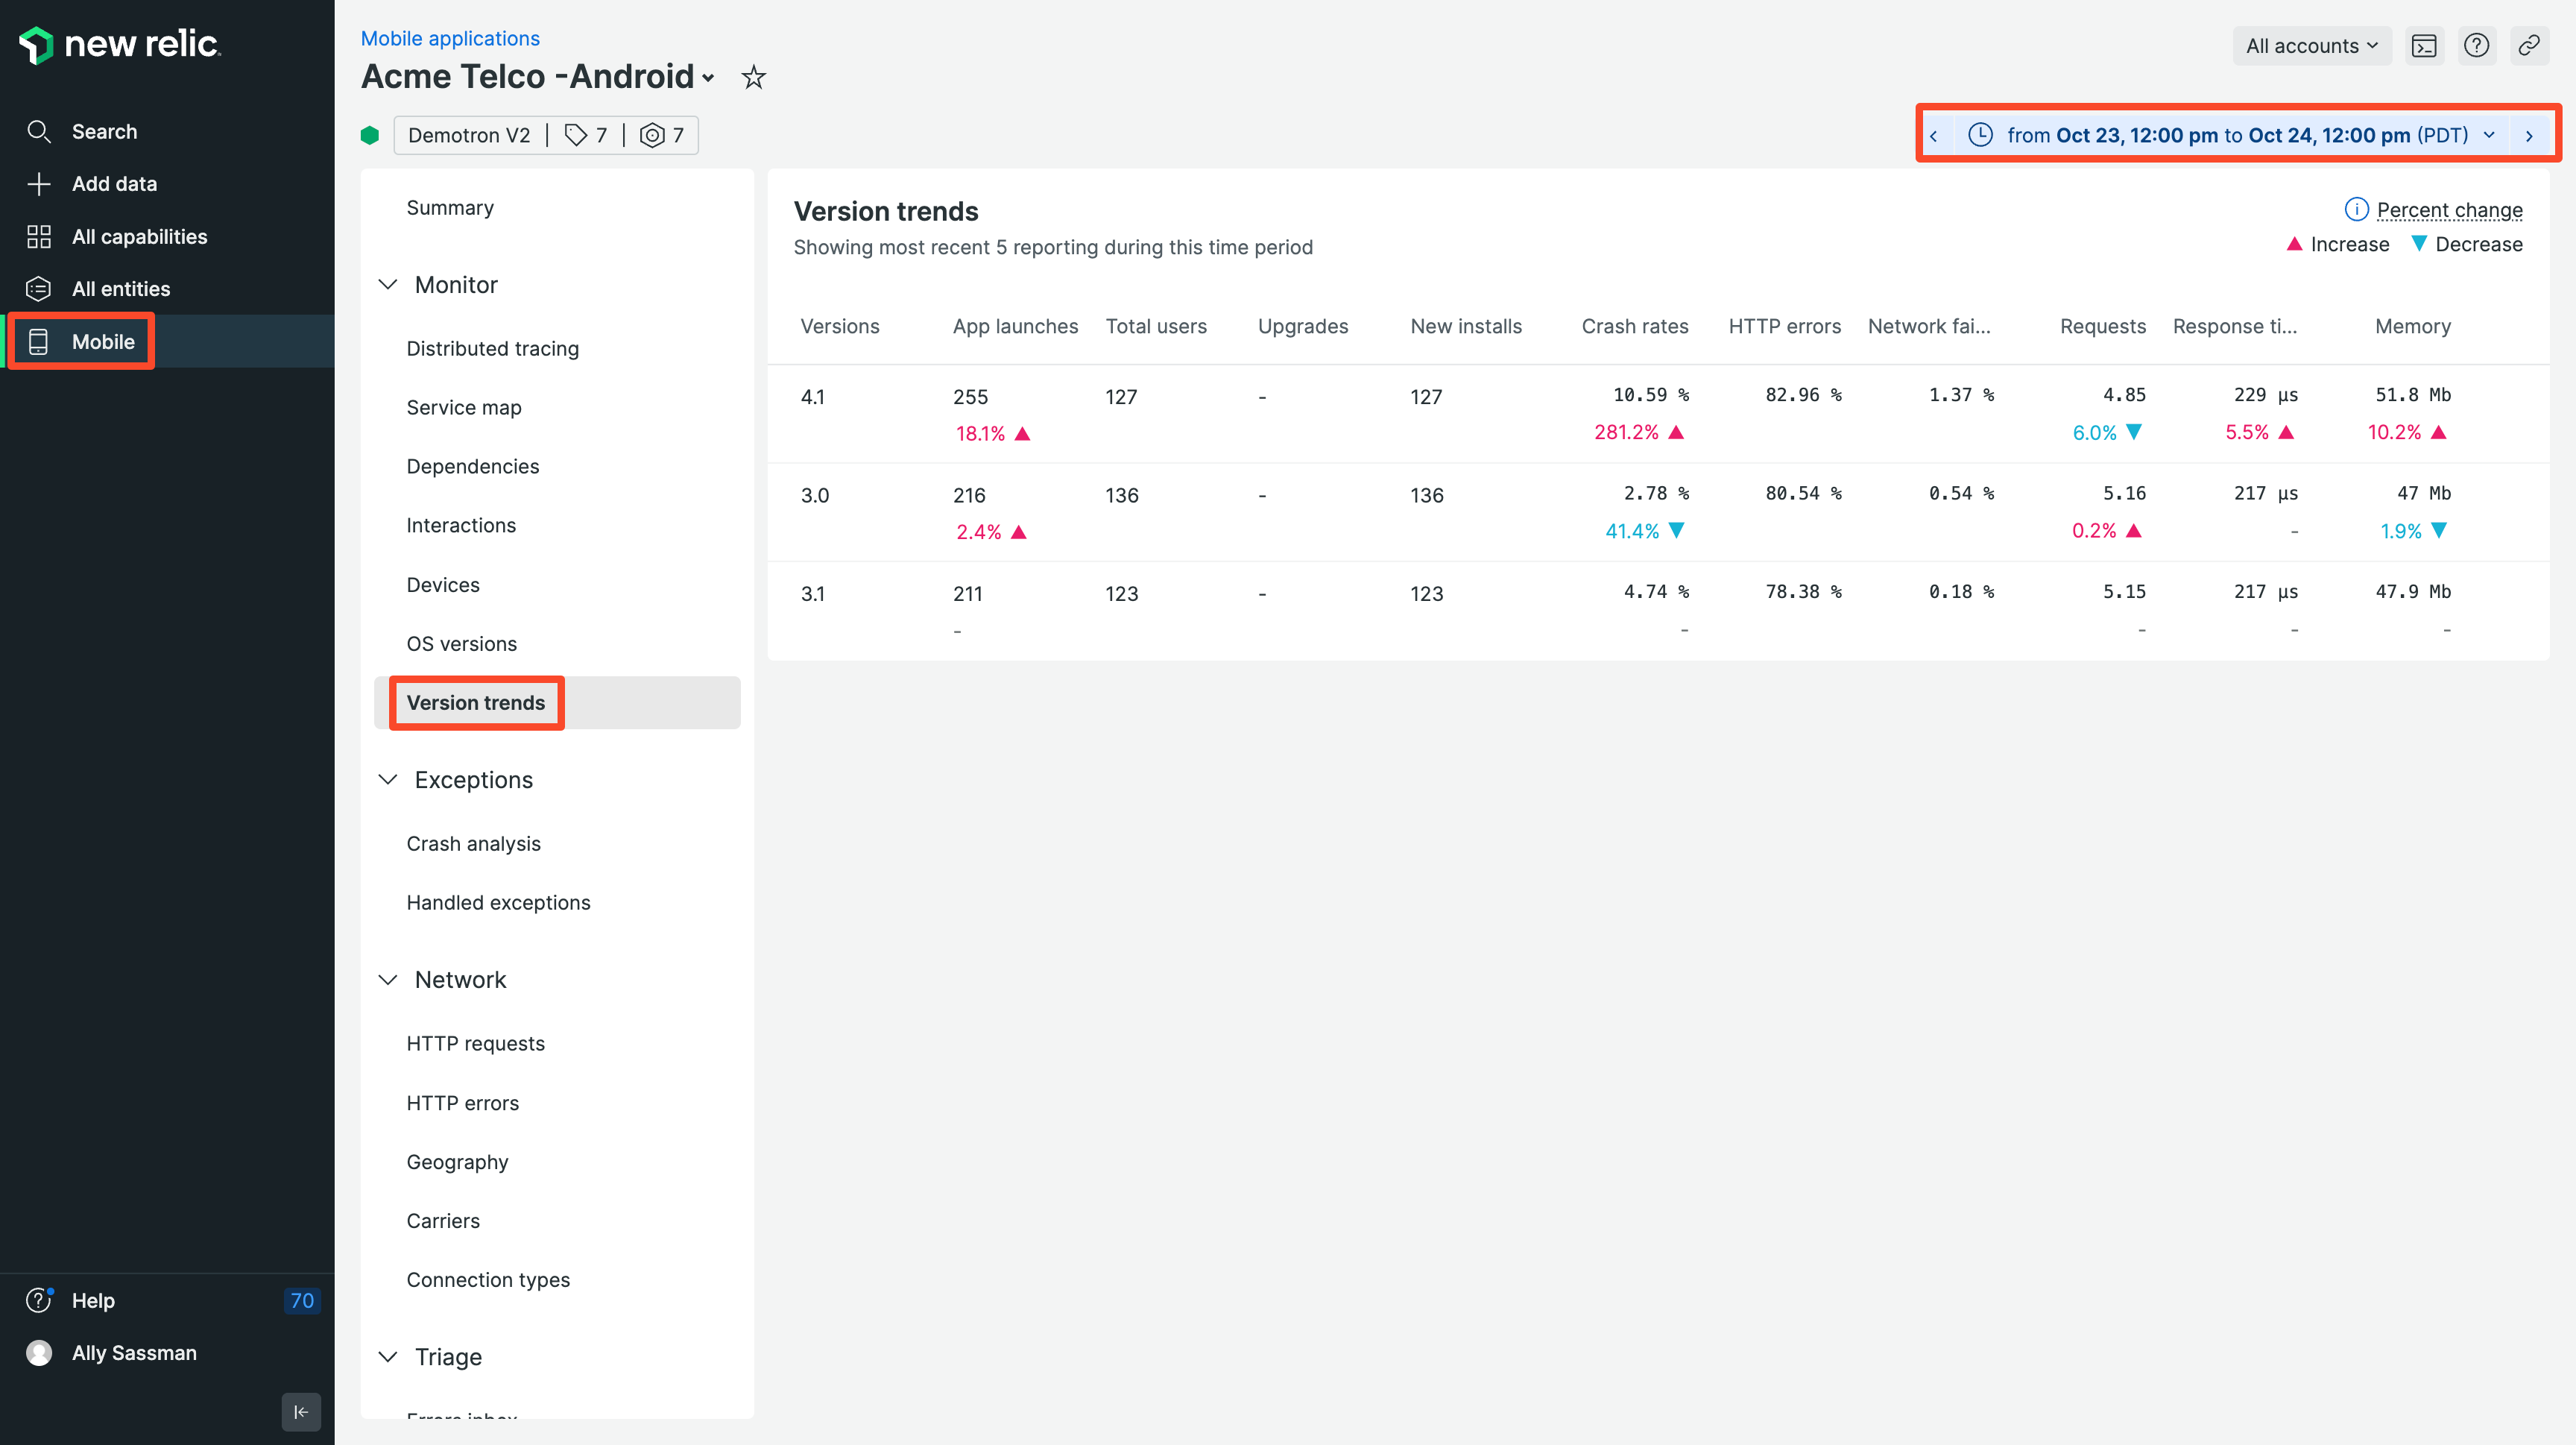 new relic.
Search
Add data
All capabilities
All entities
Mobile
Help 70
Ally Sassman
Mobile applications
Acme Telco -Android
All accounts
Demotron V2 | 7 | 7
from Oct 23, 12:00 pm to Oct 24, 12:00 pm (PDT)
Summary
Monitor
Distributed tracing
Service map
Dependencies
Interactions
Devices
OS versions
Version trends
Exceptions
Crash analysis
Handled exceptions
Network
HTTP requests
HTTP errors
Geography
Carriers
Connection types
Triage
Errors inbox
Version trends
Showing most recent 5 reporting during this time period
Percent change
Increase Decrease
Versions App launches Total users Upgrades New installs Crash rates HTTP errors Network fai... Requests Response ti... Memory
4.1 255 127 - 127 10.59 % 82.96 % 1.37 % 4.85 229 µs 51.8 Mb
18.1% ▲ 281.2% ▲ 6.0% ▼ 5.5% ▲ 10.2% ▲
3.0 216 136 - 136 2.78 % 80.54 % 0.54 % 5.16 217 µs 47 Mb
2.4% ▲ 41.4% ▼ 0.2% ▲ - 1.9% ▼
3.1 211 123 - 123 4.74 % 78.38 % 0.18 % 5.15 217 µs 47.9 Mb
- - - - -